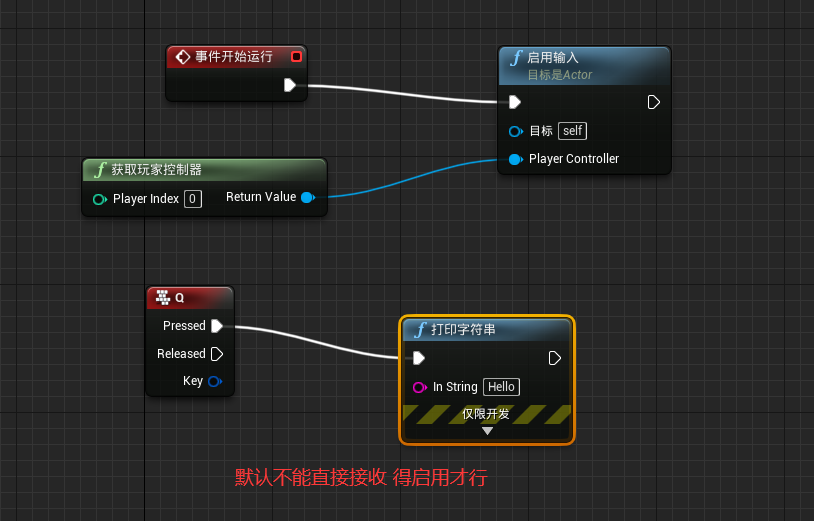 事件开始运行
f 启用输入
目标是Actor
目标 self
Player Controller
f 获取玩家控制器
Player Index 0
Return Value
Q
Pressed
Released
Key
f 打印字符串
In String Hello
仅限开发
默认不能直接接收 得启用才行